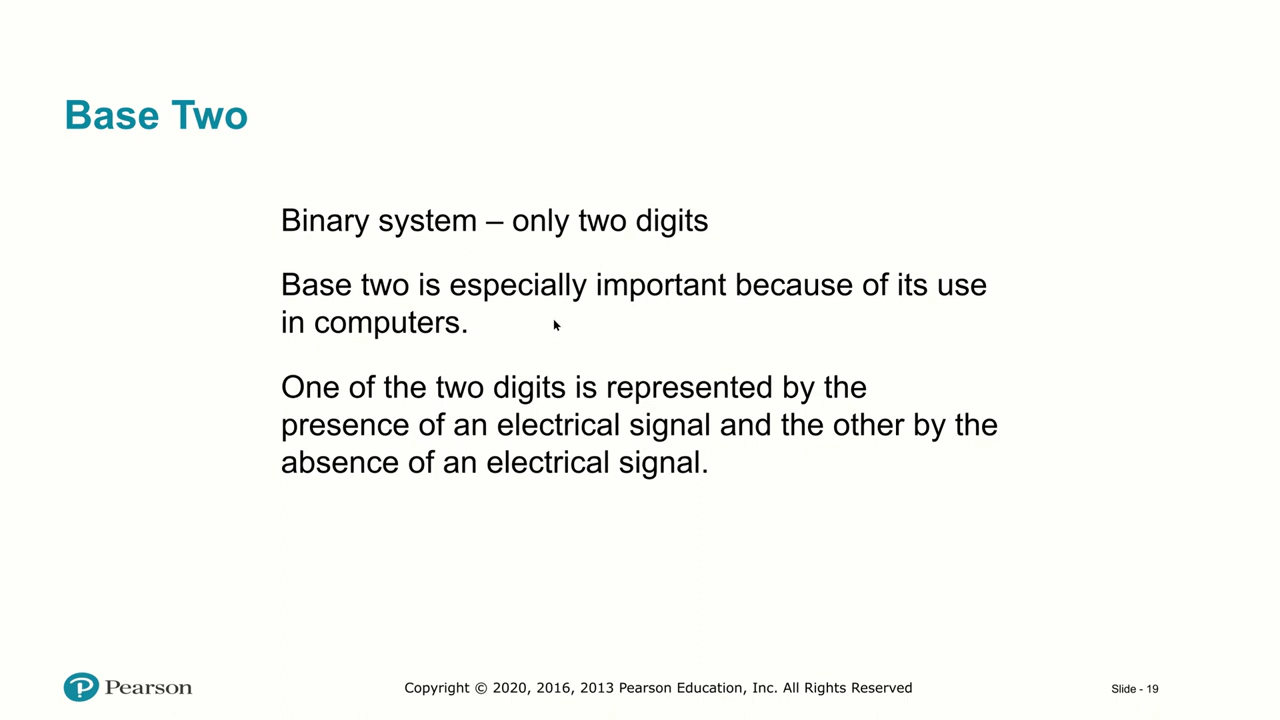 Base Two
Binary system – only two digits
Base two is especially important because of its use
in computers.
One of the two digits is represented by the
presence of an electrical signal and the other by the
absence of an electrical signal.
P Pearson
Copyright © 2020, 2016, 2013 Pearson Education, Inc. All Rights Reserved
Slide - 19